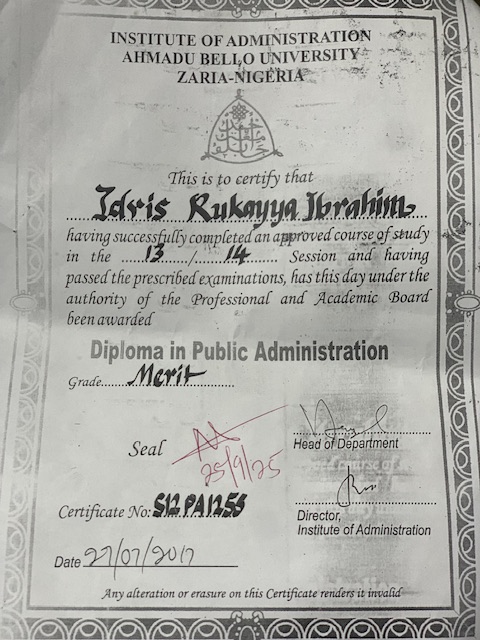 INSTITUTE OF ADMINISTRATION
AHMADU BELLO UNIVERSITY
ZARIA-NIGERIA
This is to certify that
Idris Rukayya Ibrahim
having successfully completed an approved course of study
in the 13 / 14 Session and having
passed the prescribed examinations, has this day under the
authority of the Professional and Academic Board
been awarded
Diploma in Public Administration
Grade Merit
Seal
25/9/25
Head of Department
Certificate No: S12PA1255
Director,
Institute of Administration
Date 27/07/2017
Any alteration or erasure on this Certificate renders it invalid